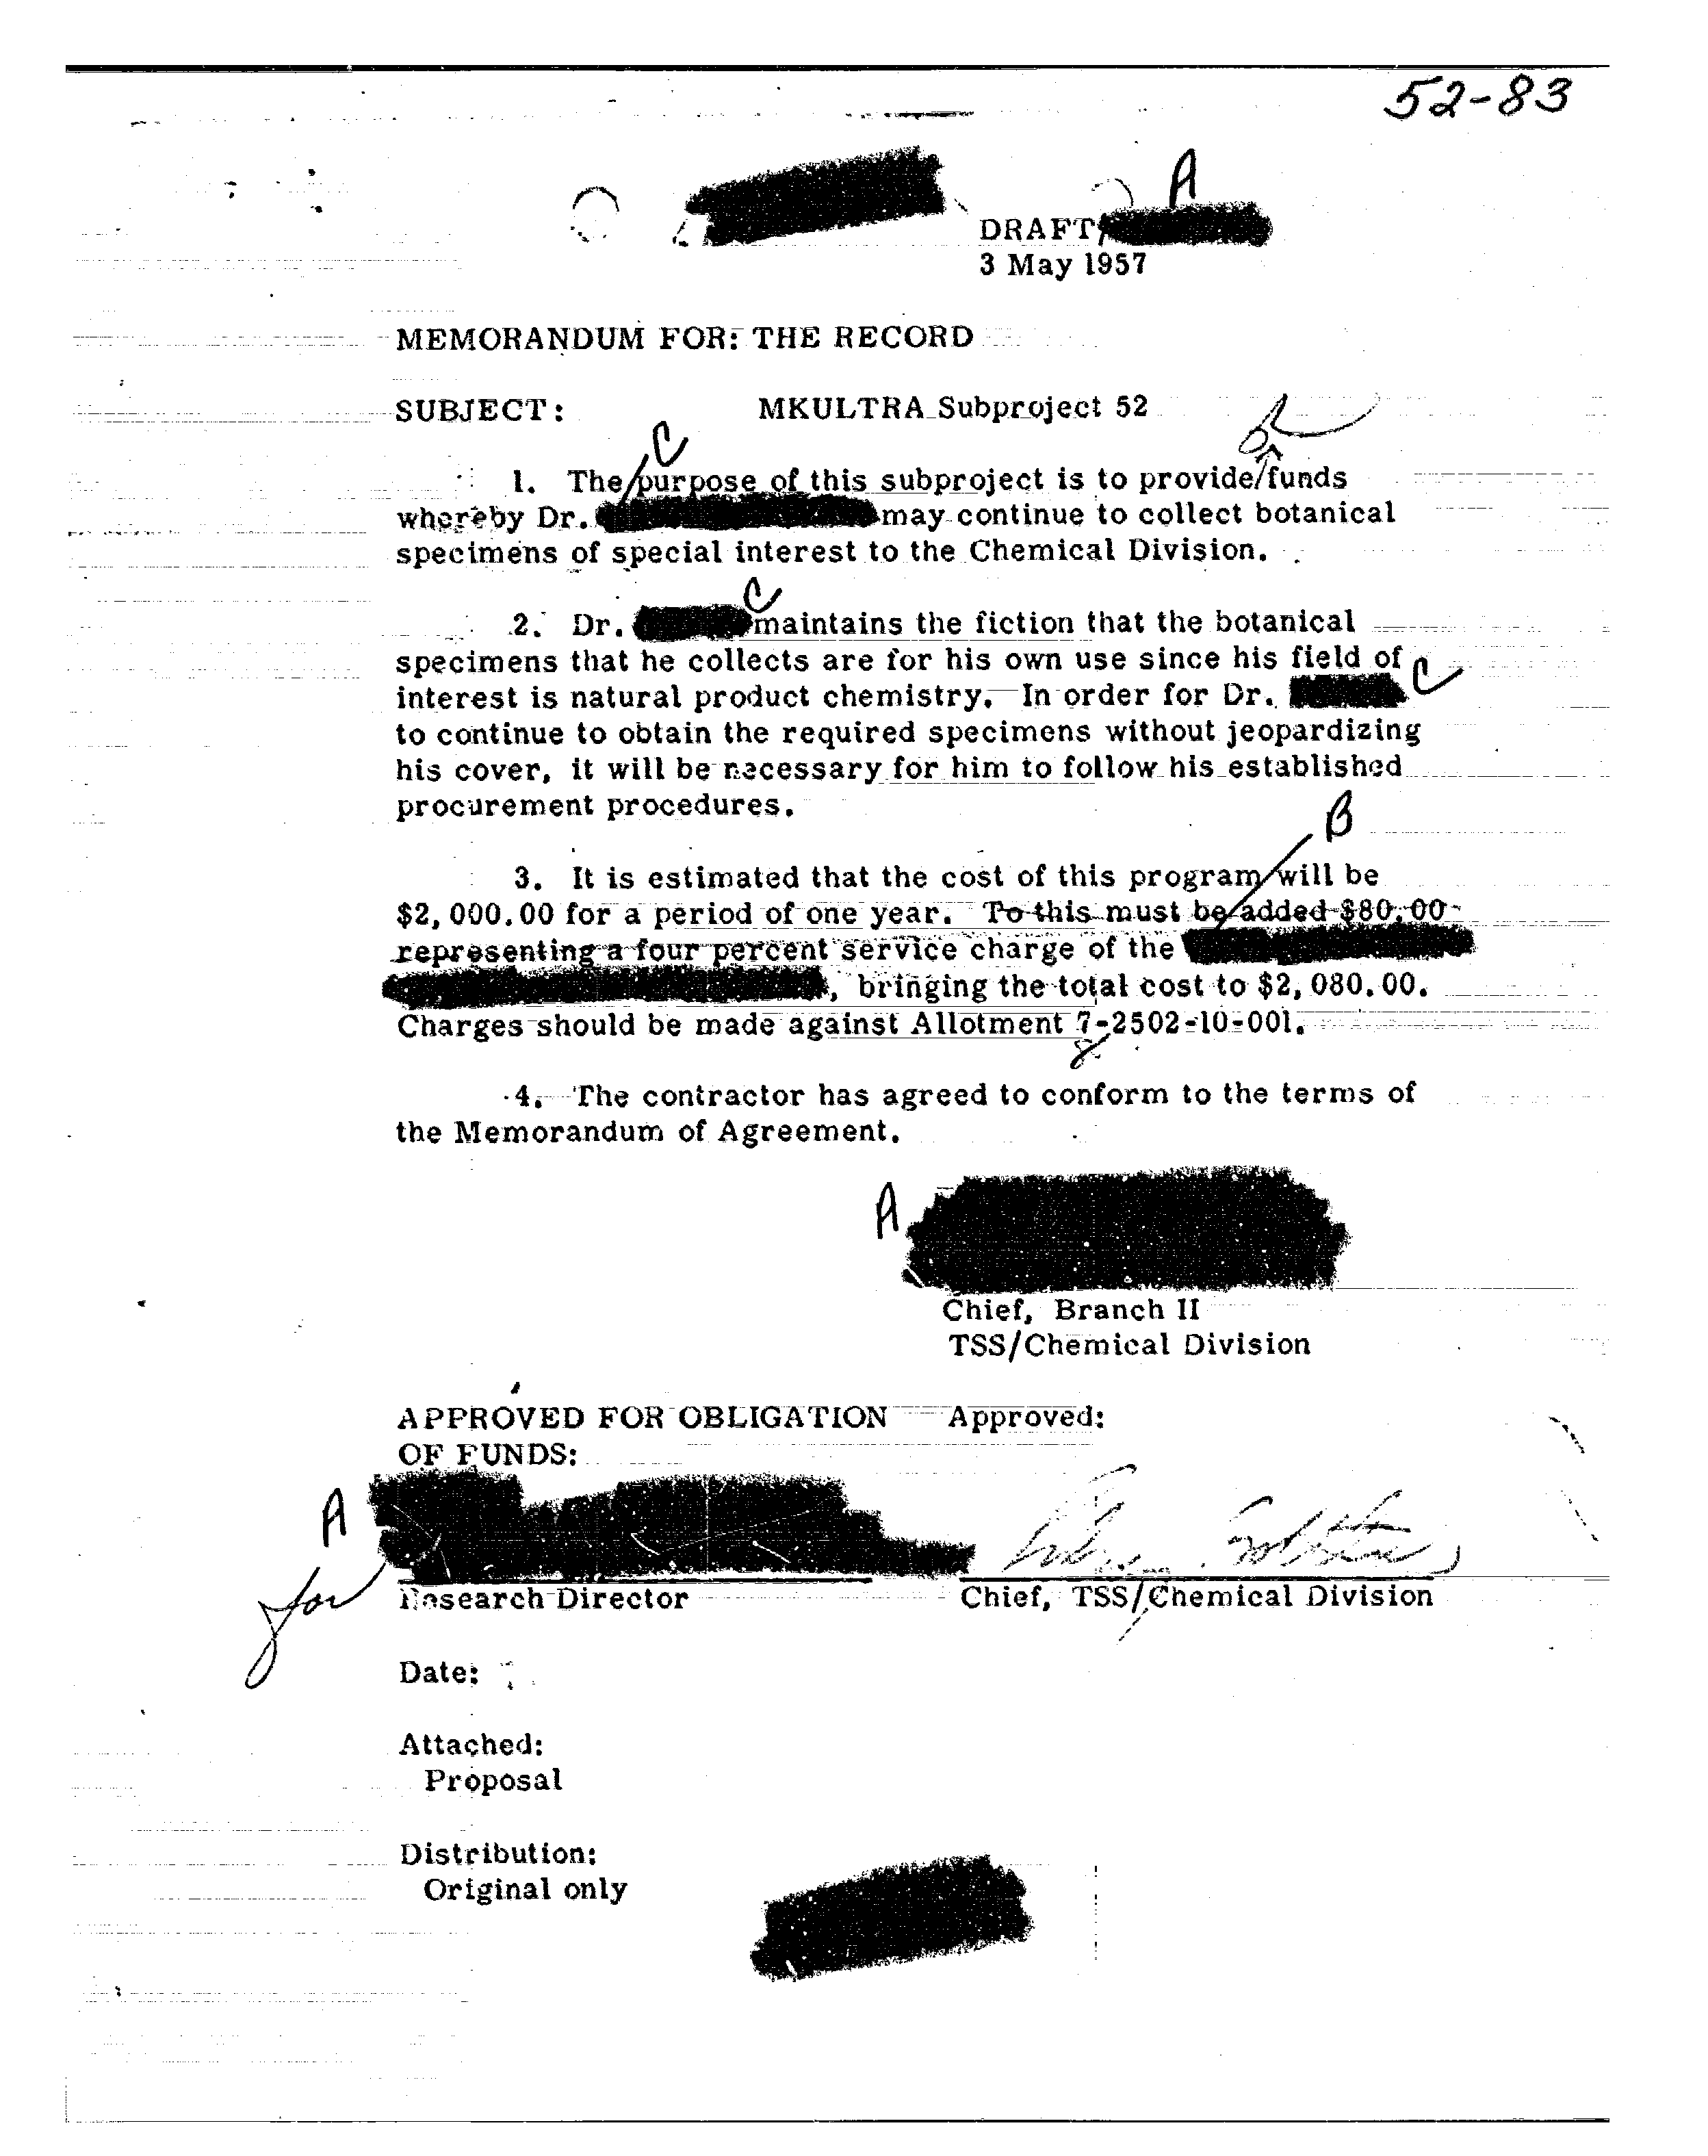 52-83
A
DRAFT/
3 May 1957
MEMORANDUM FOR: THE RECORD
SUBJECT: MKULTRA Subproject 52
C
1. The purpose of this subproject is to provide funds
whereby Dr. may continue to collect botanical
specimens of special interest to the Chemical Division.
C
2. Dr. maintains the fiction that the botanical
specimens that he collects are for his own use since his field of
interest is natural product chemistry. In order for Dr. C
to continue to obtain the required specimens without jeopardizing
his cover, it will be necessary for him to follow his established
procurement procedures.
B
3. It is estimated that the cost of this program will be
$2,000.00 for a period of one year. To this must be added $80.00
representing a four percent service charge of the
, bringing the total cost to $2,080.00.
Charges should be made against Allotment 7-2502-10-001.
8
4. The contractor has agreed to conform to the terms of
the Memorandum of Agreement.
A
Chief, Branch II
TSS/Chemical Division
APPROVED FOR OBLIGATION Approved:
OF FUNDS:
A
for
Research Director Chief, TSS/Chemical Division
Date:
Attached:
Proposal
Distribution:
Original only